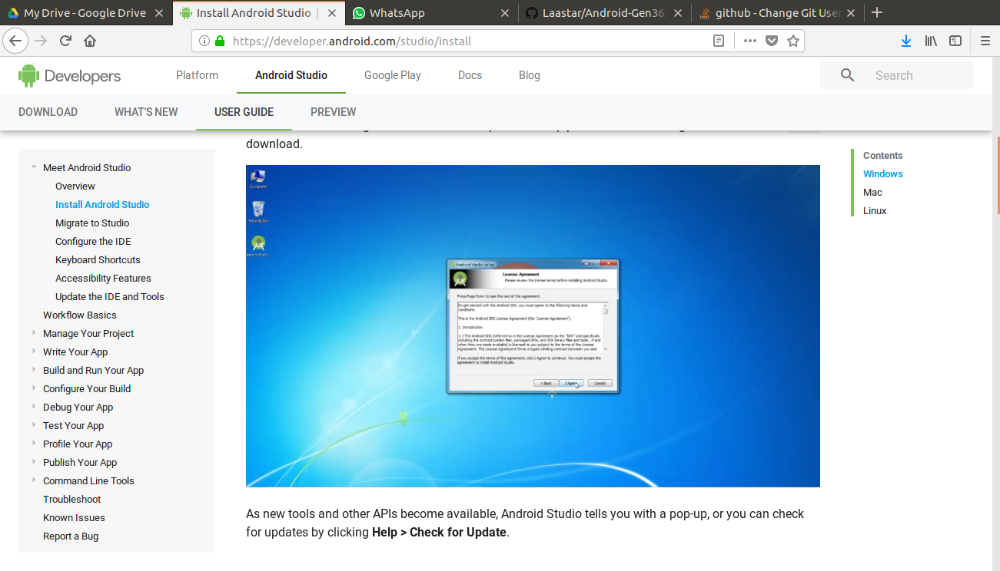 My Drive - Google Drive
Install Android Studio |
WhatsApp
Laastar/Android-Gen36
github - Change Git User
https://developer.android.com/studio/install
Developers
Platform
Android Studio
Google Play
Docs
Blog
Search
DOWNLOAD
WHAT'S NEW
USER GUIDE
PREVIEW
download.
Meet Android Studio
Overview
Install Android Studio
Migrate to Studio
Configure the IDE
Keyboard Shortcuts
Accessibility Features
Update the IDE and Tools
Workflow Basics
Manage Your Project
Write Your App
Build and Run Your App
Configure Your Build
Debug Your App
Test Your App
Profile Your App
Publish Your App
Command Line Tools
Troubleshoot
Known Issues
Report a Bug
Computer
Recycle Bin
android-stu...
Android Studio Setup
License Agreement
Please review the license terms before installing Android Studio.
Press Page Down to see the rest of the agreement.
To get started with the Android SDK, you must agree to the following terms and
conditions.
This is the Android SDK License Agreement (the "License Agreement").
1. Introduction
1.1 The Android SDK (referred to in the License Agreement as the "SDK" and specifically
including the Android system files, packaged APIs, and SDK library files and tools , if and
when they are made available) is licensed to you subject to the terms of the License
Agreement. The License Agreement forms a legally binding contract between you and
If you accept the terms of the agreement, click I Agree to continue. You must accept the
agreement to install Android Studio.
< Back
I Agree
Cancel
As new tools and other APIs become available, Android Studio tells you with a pop-up, or you can check
for updates by clicking Help > Check for Update.
Contents
Windows
Mac
Linux